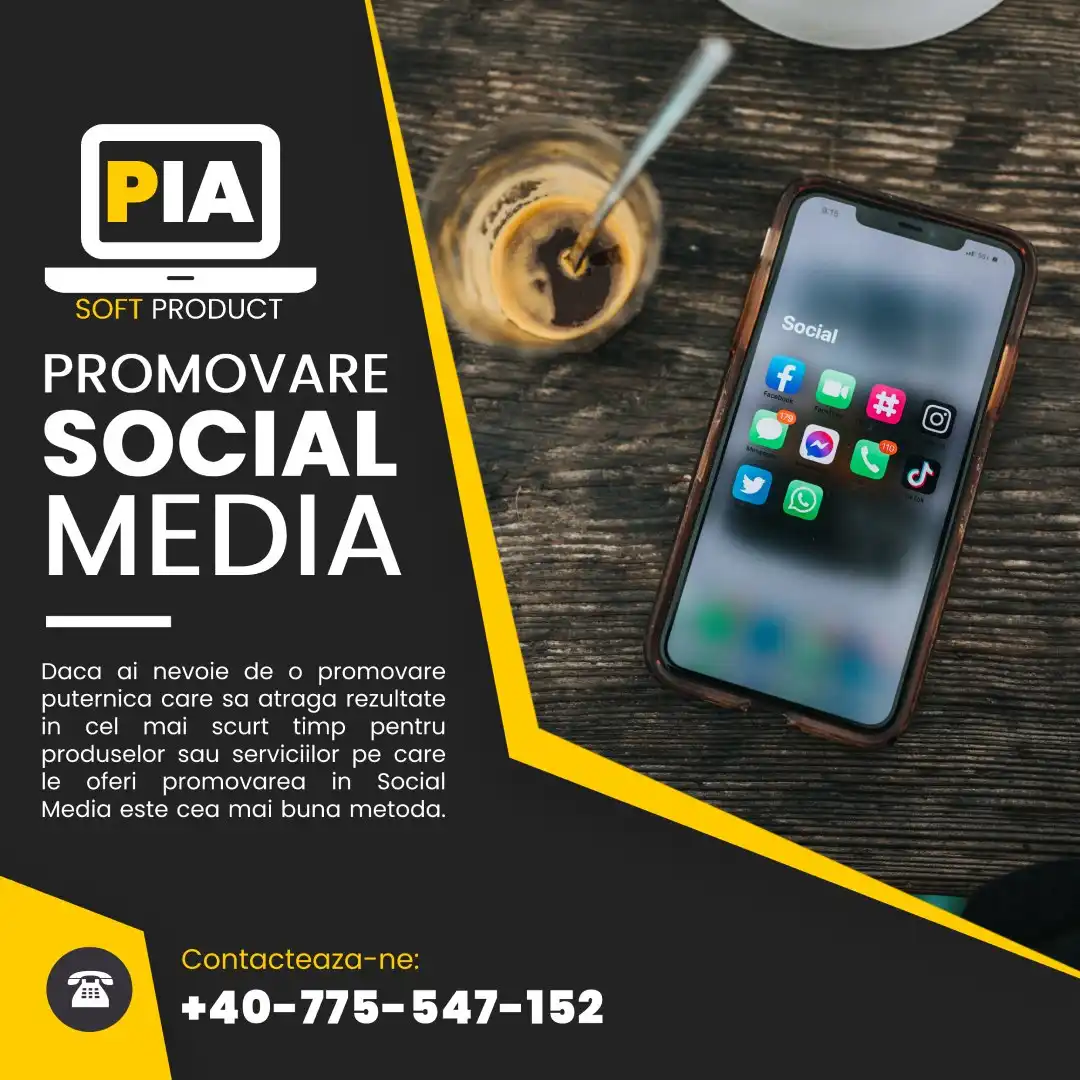 PIA
SOFT PRODUCT
PROMOVARE
SOCIAL
MEDIA
Daca ai nevoie de o promovare
puternica care sa atraga rezultate
in cel mai scurt timp pentru
produselor sau serviciilor pe care
le oferi promovarea in Social
Media este cea mai buna metoda.
Contacteaza-ne:
+40-775-547-152
Social
Facebook
179
110